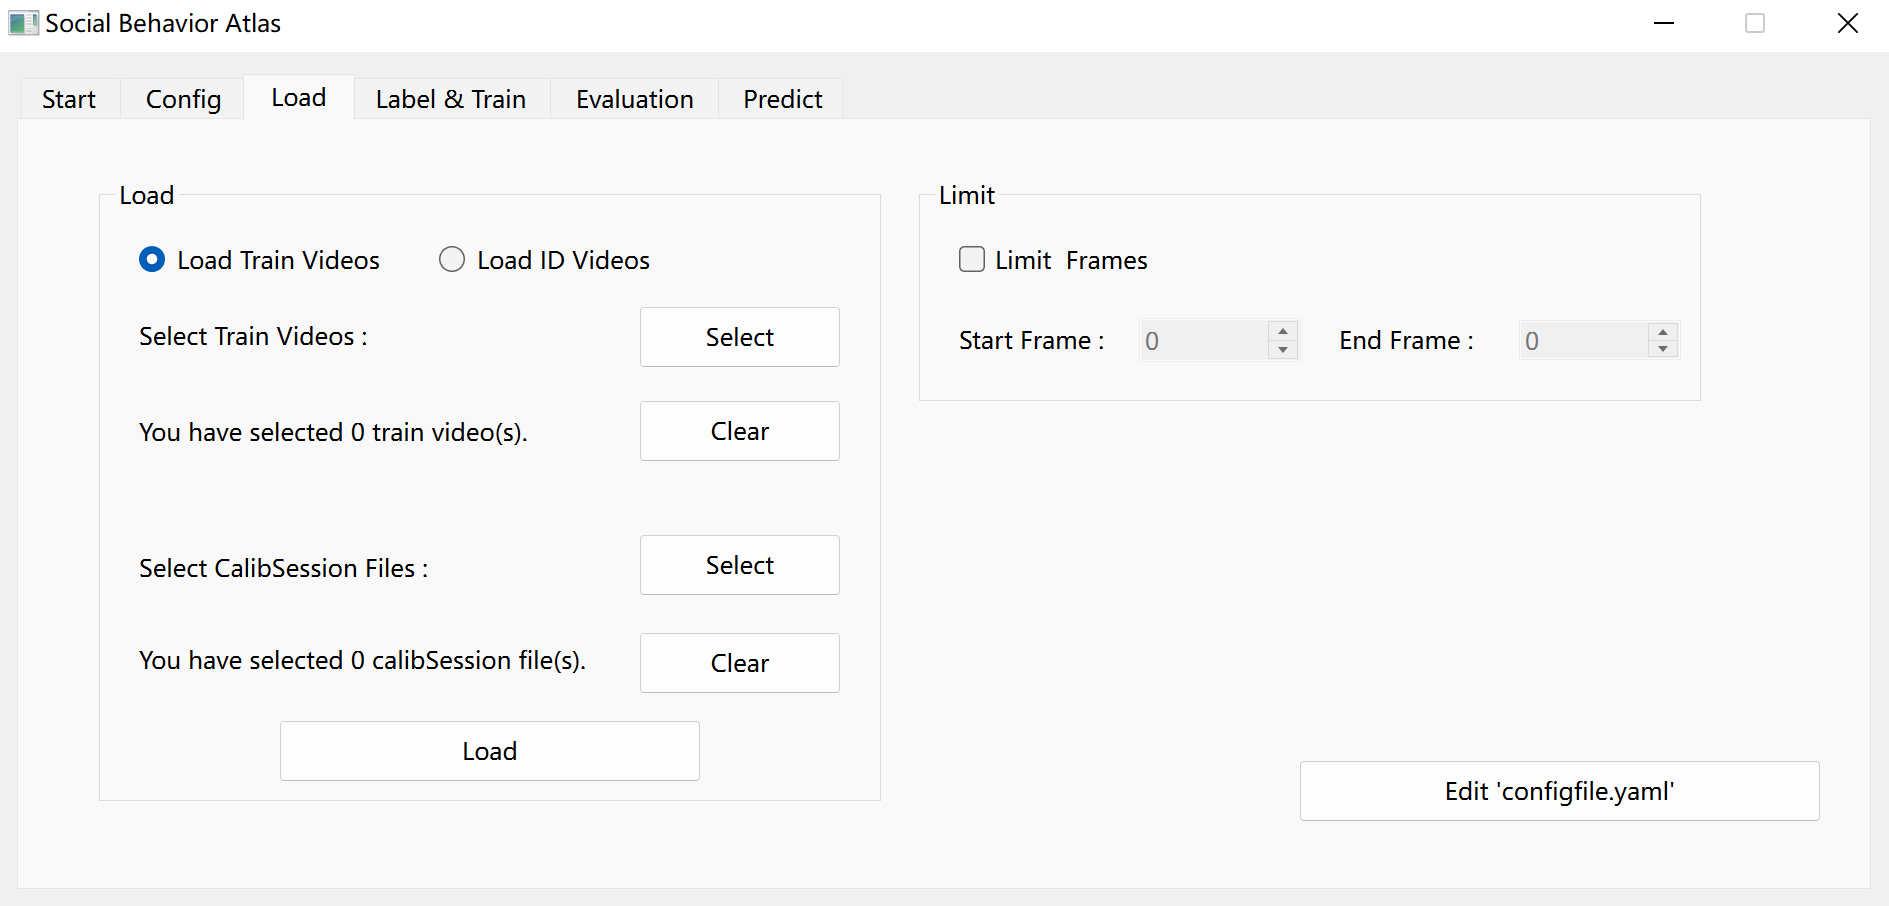 Social Behavior Atlas
Start Config Load Label & Train Evaluation Predict
Load
Load Train Videos Load ID Videos
Select Train Videos : Select
You have selected 0 train video(s). Clear
Select CalibSession Files : Select
You have selected 0 calibSession file(s). Clear
Load
Limit
Limit Frames
Start Frame : 0 End Frame : 0
Edit 'configfile.yaml'